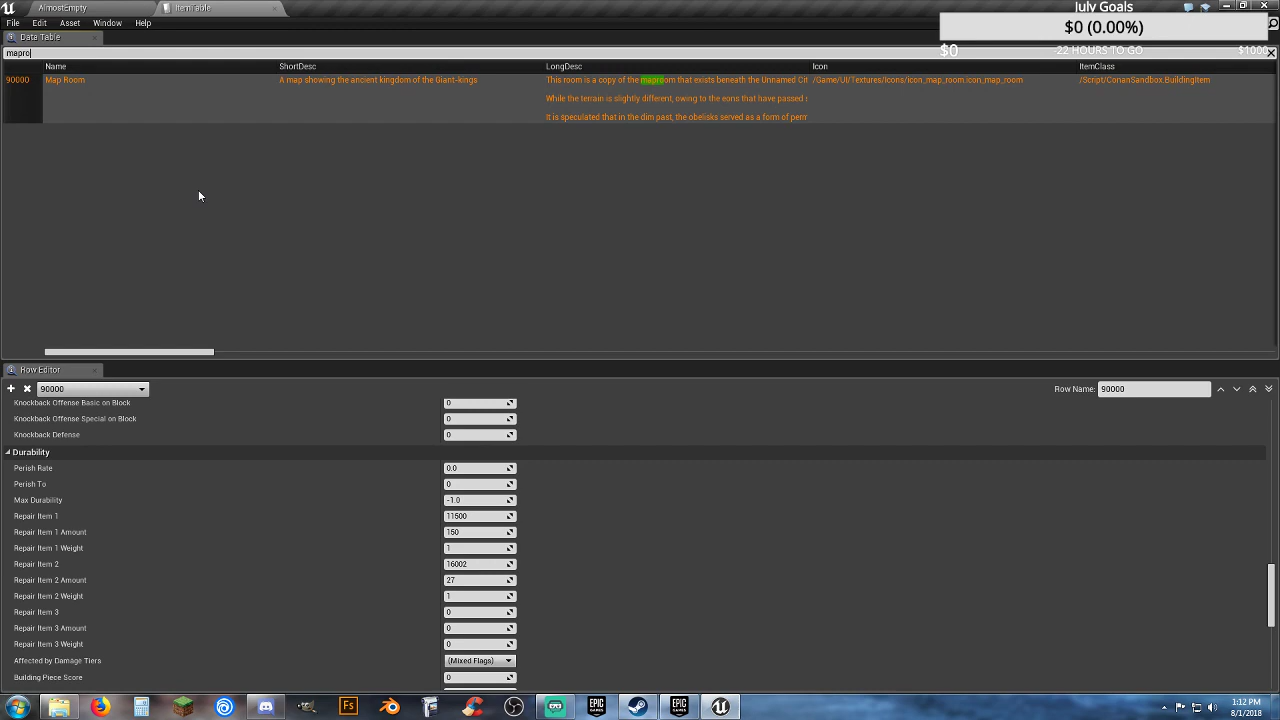 AlmostEmpty
ItemTable
July Goals
File Edit Asset Window Help
$0 (0.00%)
Data Table
$0 -22 HOURS TO GO $1000
mapro
Name ShortDesc LongDesc Icon ItemClass
90000 Map Room A map showing the ancient kingdom of the Giant-kings This room is a copy of the maproom that exists beneath the Unnamed Cit /Game/UI/Textures/Icons/icon_map_room.icon_map_room /Script/ConanSandbox.BuildingItem
While the terrain is slightly different, owing to the eons that have passed s
It is speculated that in the dim past, the obelisks served as a form of perm
Row Editor
90000 Row Name: 90000
Knockback Offense Basic on Block 0
Knockback Offense Special on Block 0
Knockback Defense 0
Durability
Perish Rate 0.0
Perish To 0
Max Durability -1.0
Repair Item 1 11500
Repair Item 1 Amount 150
Repair Item 1 Weight 1
Repair Item 2 16002
Repair Item 2 Amount 27
Repair Item 2 Weight 1
Repair Item 3 0
Repair Item 3 Amount 0
Repair Item 3 Weight 0
Affected by Damage Tiers (Mixed Flags)
Building Piece Score 0
Fs
EPIC GAMES
EPIC GAMES
1:12 PM
8/1/2018